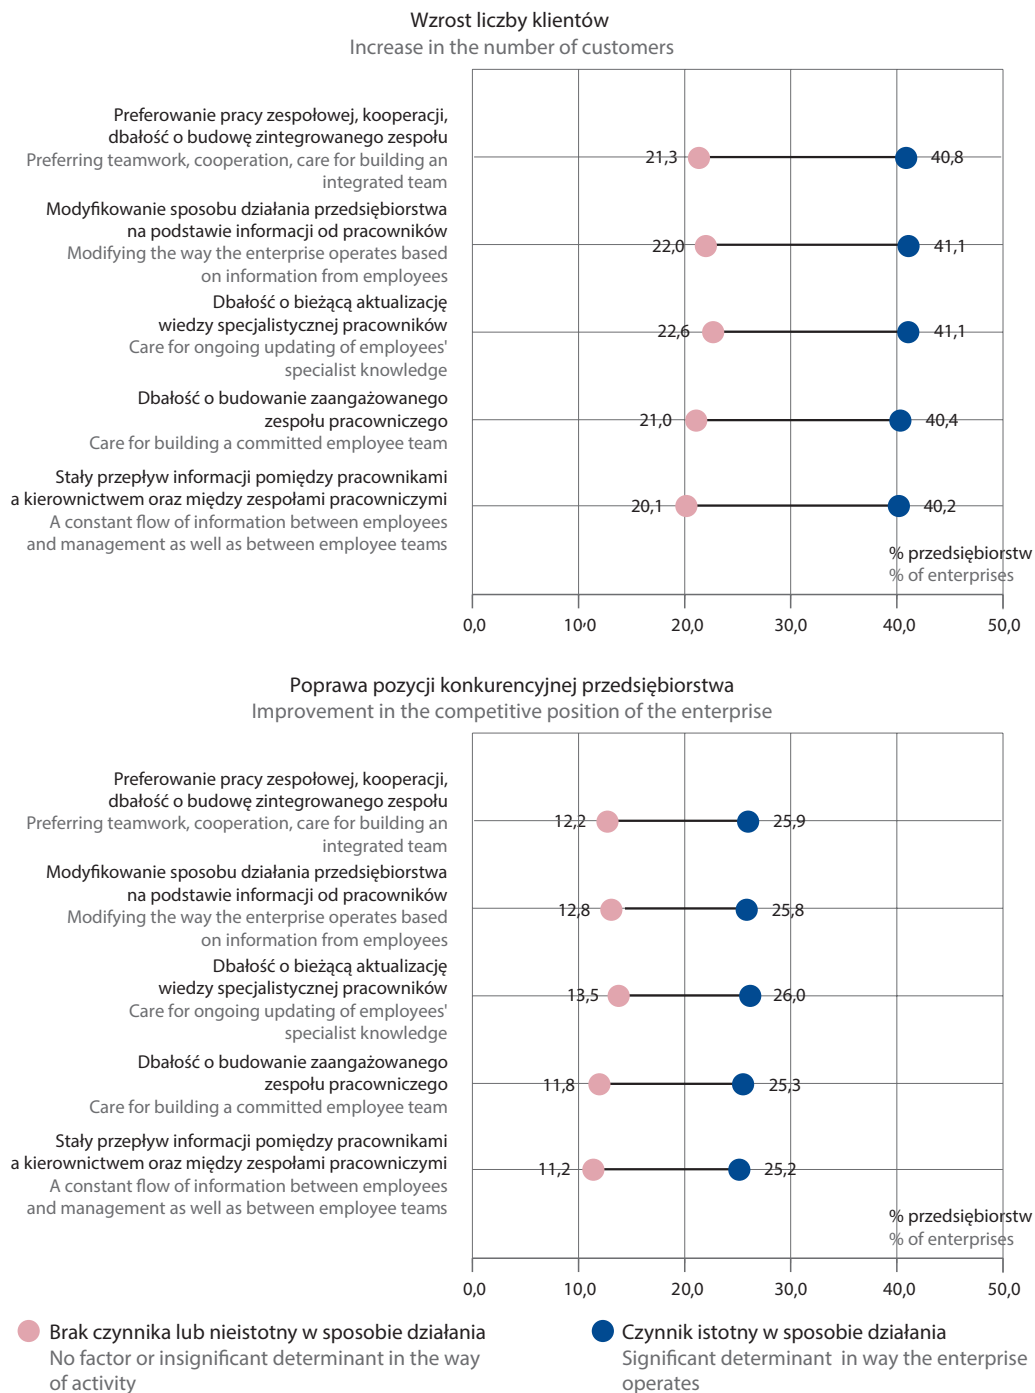 Wzrost liczby klientów
Increase in the number of customers
Preferowanie pracy zespołowej, kooperacji,
dbałość o budowę zintegrowanego zespołu
Preferring teamwork, cooperation, care for building an
integrated team
21,3
40,8
Modyfikowanie sposobu działania przedsiębiorstwa
na podstawie informacji od pracowników
Modifying the way the enterprise operates based
on information from employees
22,0
41,1
Dbałość o bieżącą aktualizację
wiedzy specjalistycznej pracowników
Care for ongoing updating of employees'
specialist knowledge
22,6
41,1
Dbałość o budowanie zaangażowanego
zespołu pracowniczego
Care for building a committed employee team
21,0
40,4
Stały przepływ informacji pomiędzy pracownikami
a kierownictwem oraz między zespołami pracowniczymi
A constant flow of information between employees
and management as well as between employee teams
20,1
40,2
% przedsiębiorstw
% of enterprises
0,0 10,0 20,0 30,0 40,0 50,0
Poprawa pozycji konkurencyjnej przedsiębiorstwa
Improvement in the competitive position of the enterprise
Preferowanie pracy zespołowej, kooperacji,
dbałość o budowę zintegrowanego zespołu
Preferring teamwork, cooperation, care for building an
integrated team
12,2
25,9
Modyfikowanie sposobu działania przedsiębiorstwa
na podstawie informacji od pracowników
Modifying the way the enterprise operates based
on information from employees
12,8
25,8
Dbałość o bieżącą aktualizację
wiedzy specjalistycznej pracowników
Care for ongoing updating of employees'
specialist knowledge
13,5
26,0
Dbałość o budowanie zaangażowanego
zespołu pracowniczego
Care for building a committed employee team
11,8
25,3
Stały przepływ informacji pomiędzy pracownikami
a kierownictwem oraz między zespołami pracowniczymi
A constant flow of information between employees
and management as well as between employee teams
11,2
25,2
% przedsiębiorstw
% of enterprises
0,0 10,0 20,0 30,0 40,0 50,0
Brak czynnika lub nieistotny w sposobie działania
No factor or insignificant determinant in the way
of activity
Czynnik istotny w sposobie działania
Significant determinant in way the enterprise
operates